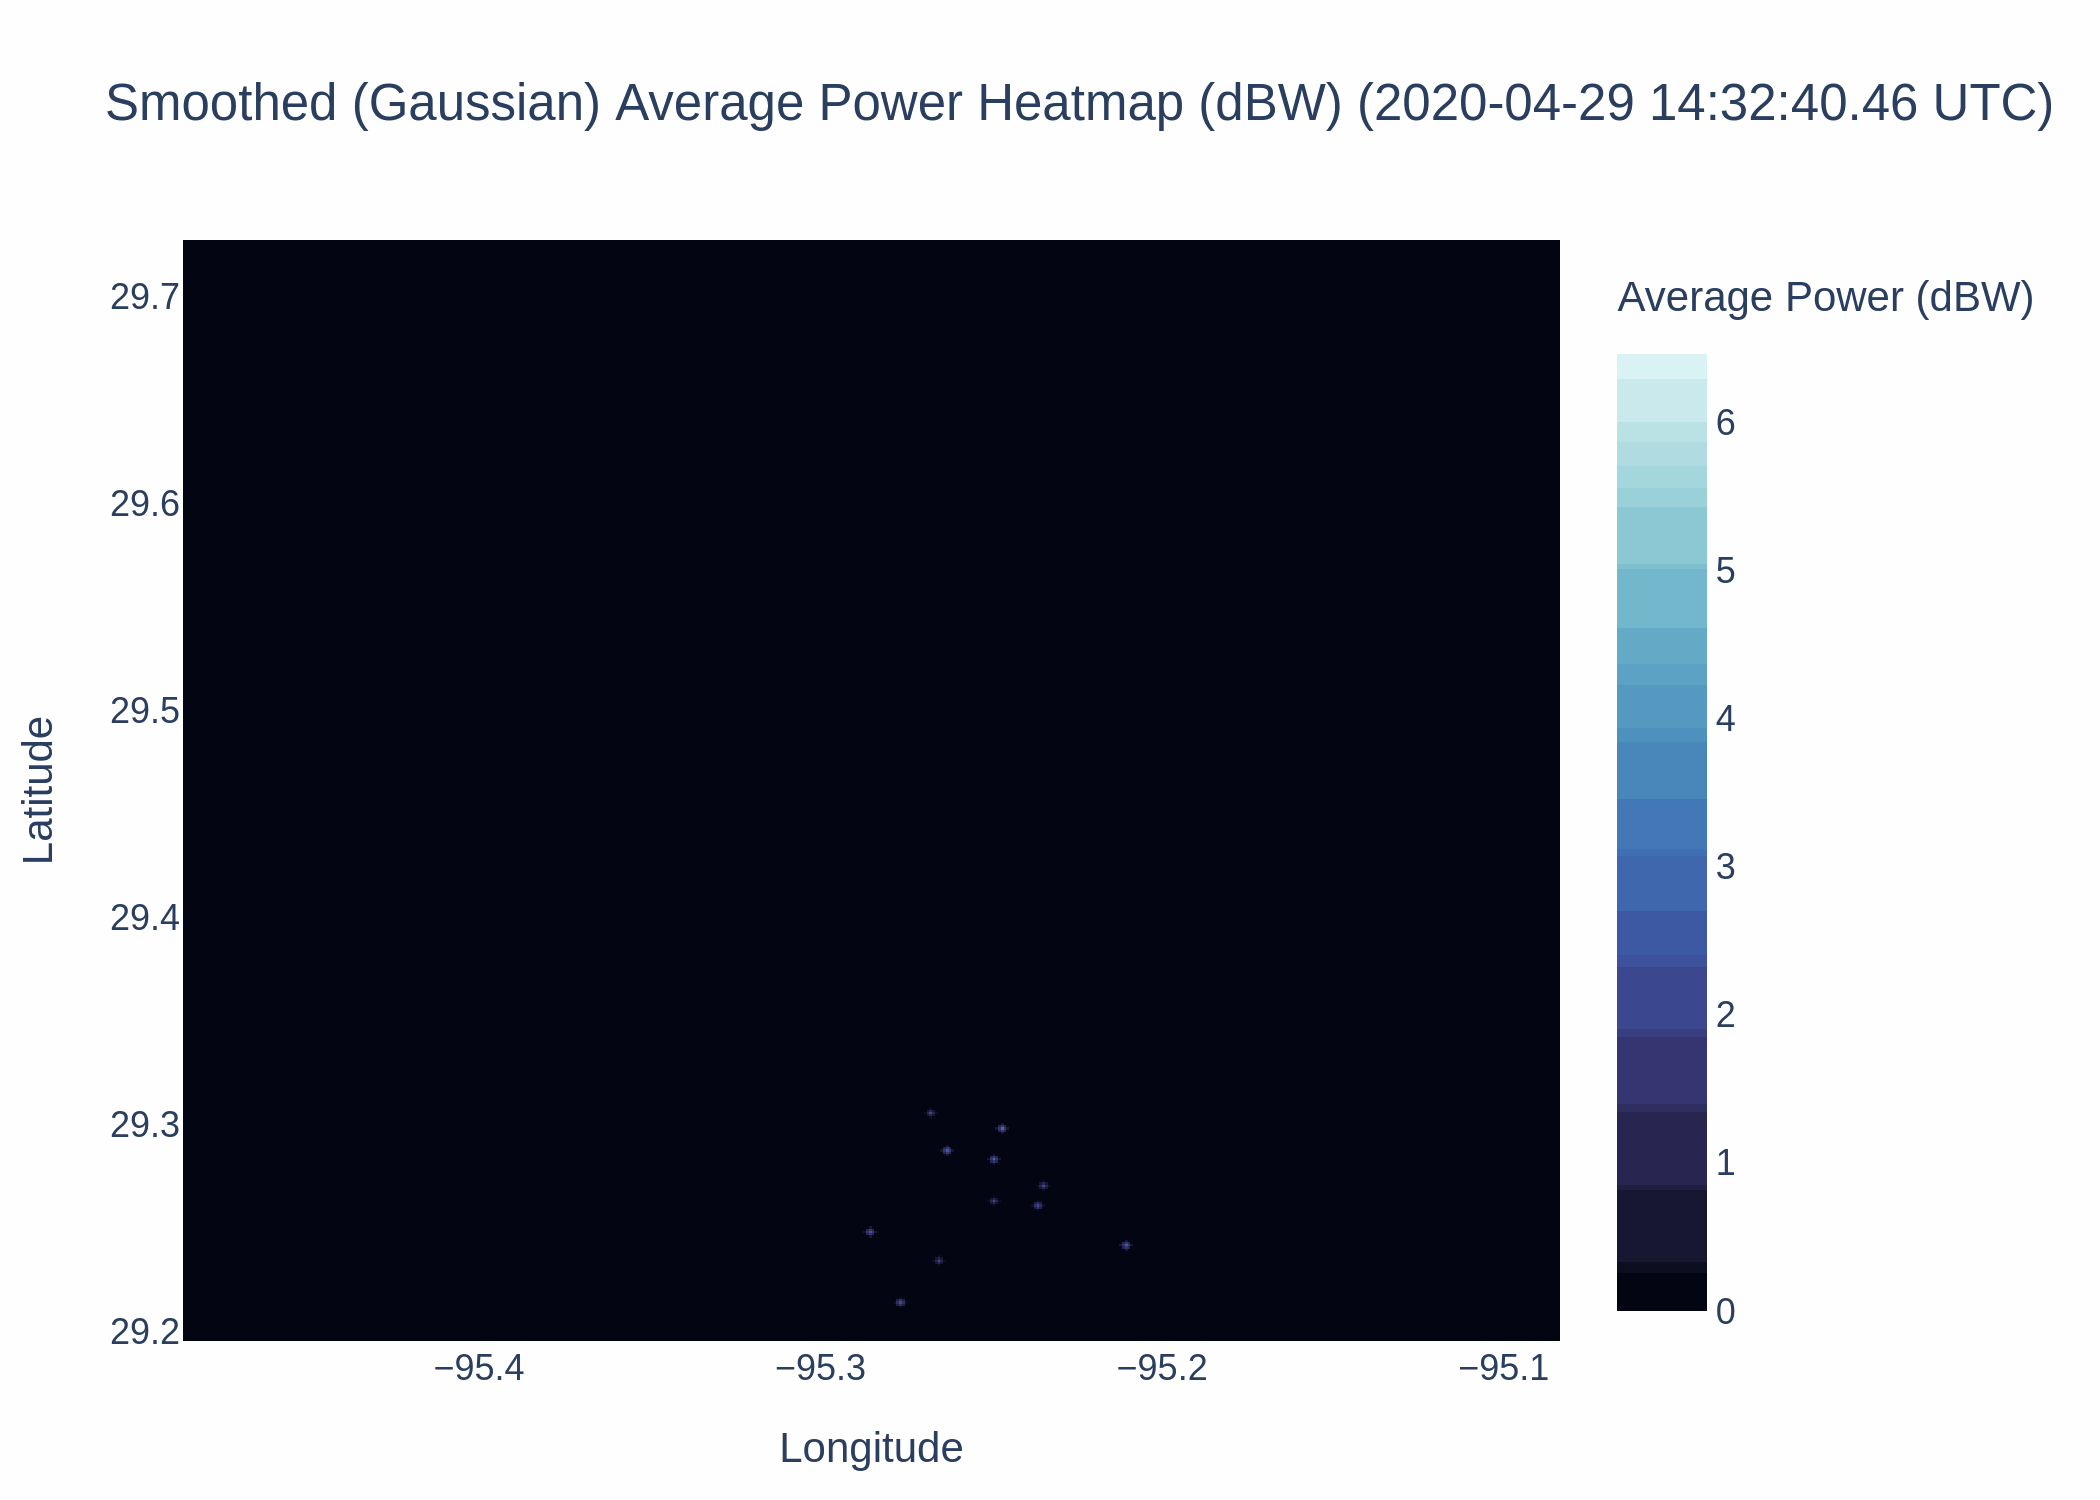 Smoothed (Gaussian) Average Power Heatmap (dBW) (2020-04-29 14:32:40.46 UTC)
Average Power (dBW)
6
5
4
3
2
1
0
Latitude
29.7
29.6
29.5
29.4
29.3
29.2
−95.4 −95.3 −95.2 −95.1
Longitude